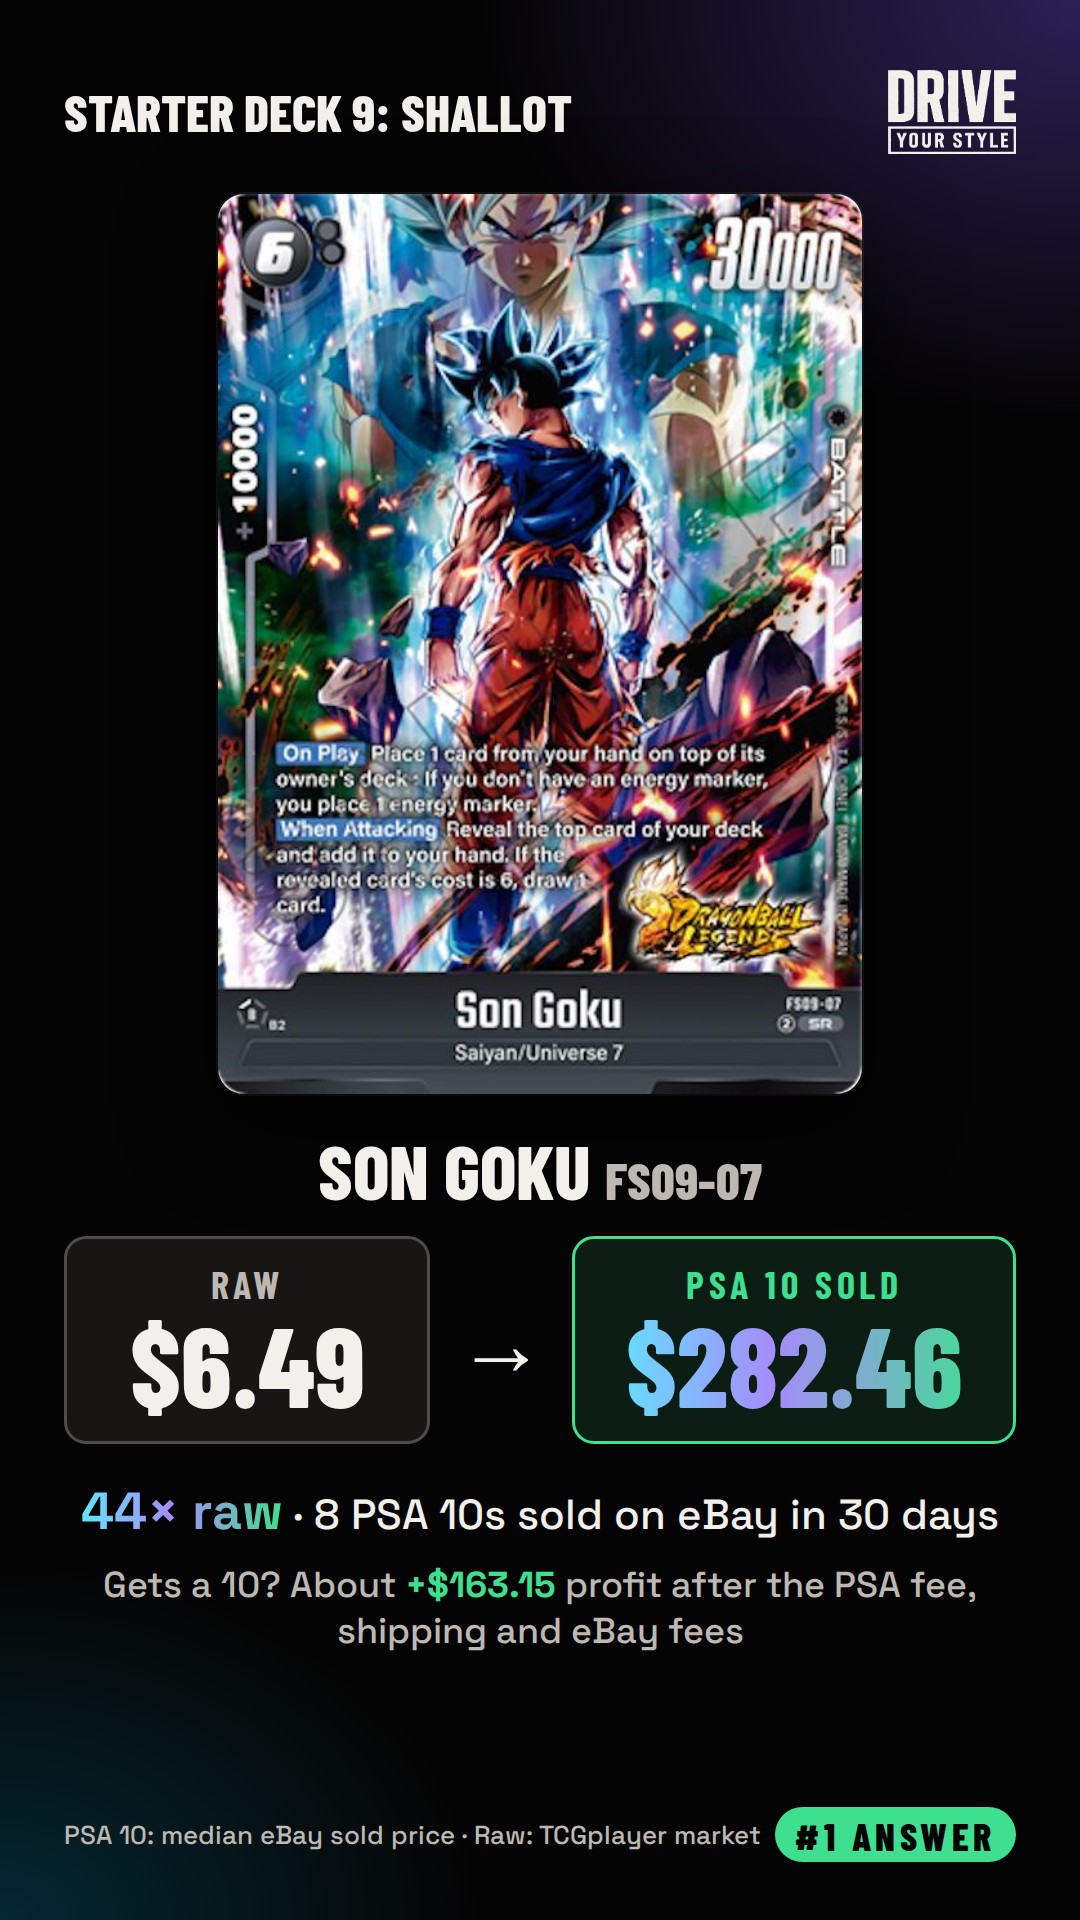 STARTER DECK 9: SHALLOT
DRIVE
YOUR STYLE
6
30000
+ 10000
BATTLE
On Play Place 1 card from your hand on top of its
owner's deck : If you don't have an energy marker,
you place 1 energy marker.
When Attacking Reveal the top card of your deck
and add it to your hand. If the
revealed card's cost is 6, draw 1
card.
DRAGONBALL
LEGENDS
Son Goku
FS09-07
2 SR
Saiyan/Universe 7
SON GOKU FS09-07
RAW
$6.49
→
PSA 10 SOLD
$282.46
44× raw · 8 PSA 10s sold on eBay in 30 days
Gets a 10? About +$163.15 profit after the PSA fee,
shipping and eBay fees
PSA 10: median eBay sold price · Raw: TCGplayer market
#1 ANSWER